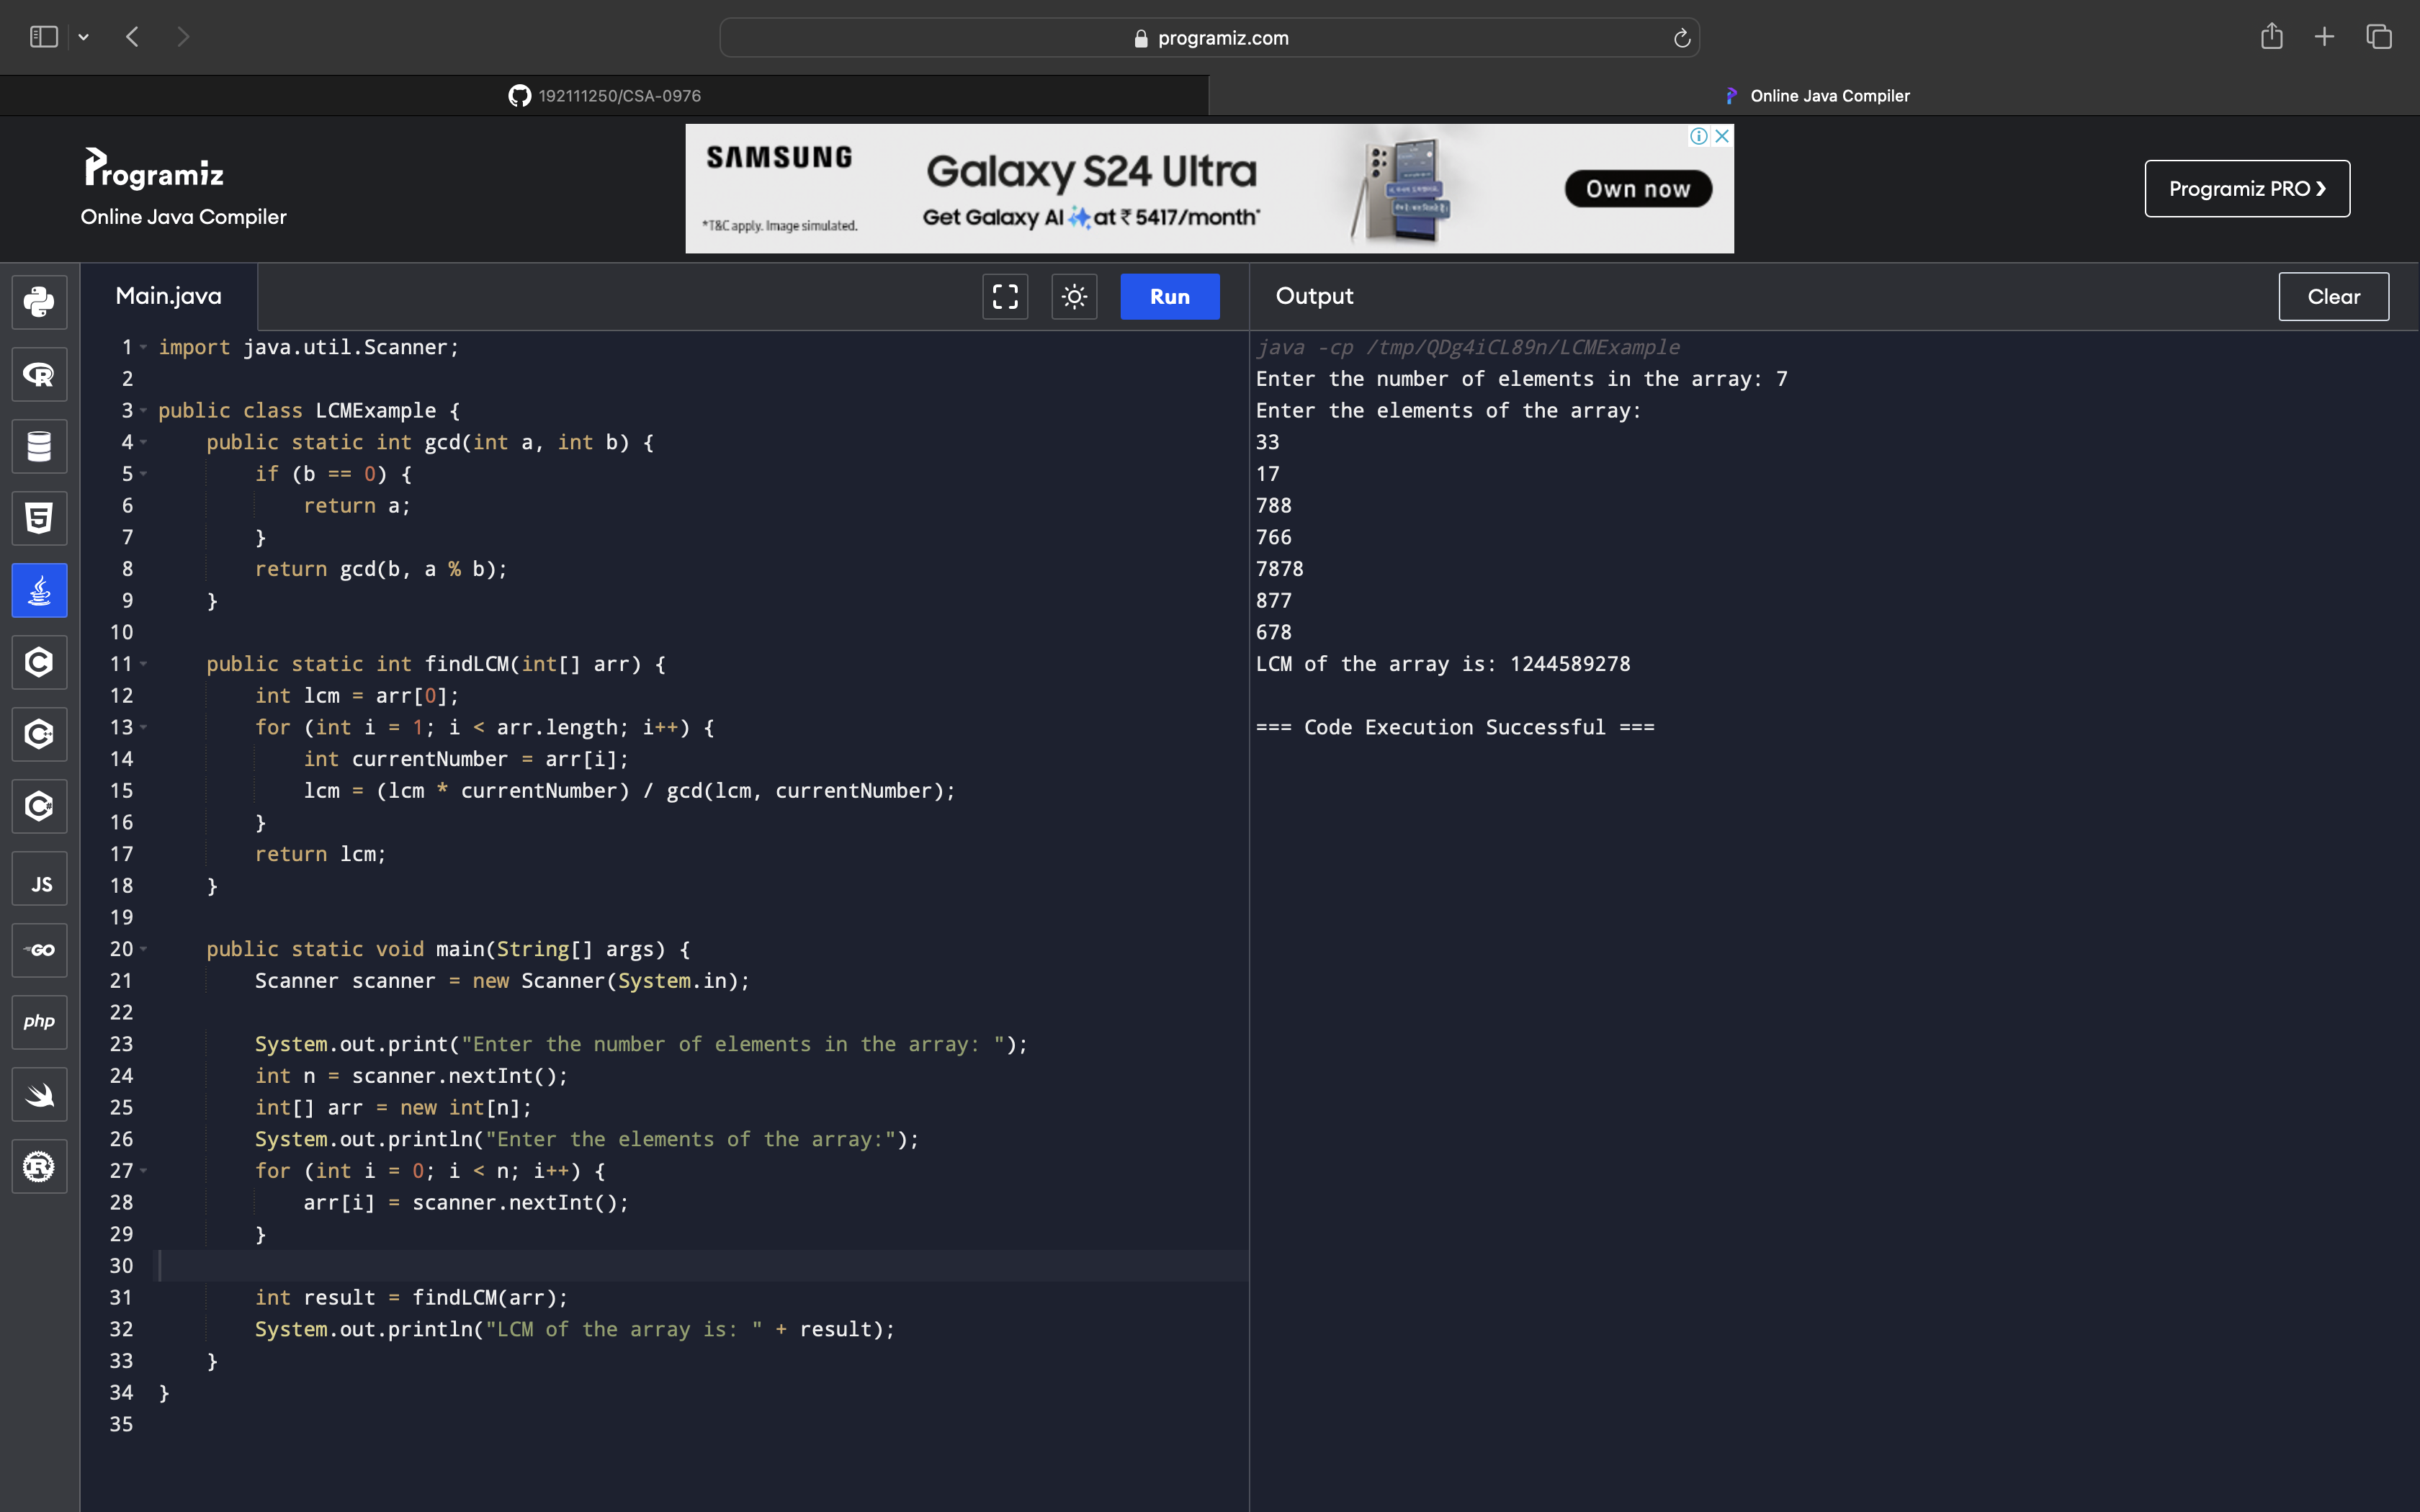 programiz.com
192111250/CSA-0976
Online Java Compiler
Programiz
Online Java Compiler
SAMSUNG
*T&C apply. Image simulated.
Galaxy S24 Ultra
Get Galaxy AI at ₹ 5417/month*
Own now
Programiz PRO ❯
Main.java
Run
Output
Clear
1 import java.util.Scanner;
2
3 public class LCMExample {
4     public static int gcd(int a, int b) {
5         if (b == 0) {
6             return a;
7         }
8         return gcd(b, a % b);
9     }
10
11     public static int findLCM(int[] arr) {
12         int lcm = arr[0];
13         for (int i = 1; i < arr.length; i++) {
14             int currentNumber = arr[i];
15             lcm = (lcm * currentNumber) / gcd(lcm, currentNumber);
16         }
17         return lcm;
18     }
19
20     public static void main(String[] args) {
21         Scanner scanner = new Scanner(System.in);
22
23         System.out.print("Enter the number of elements in the array: ");
24         int n = scanner.nextInt();
25         int[] arr = new int[n];
26         System.out.println("Enter the elements of the array:");
27         for (int i = 0; i < n; i++) {
28             arr[i] = scanner.nextInt();
29         }
30
31         int result = findLCM(arr);
32         System.out.println("LCM of the array is: " + result);
33     }
34 }
35
java -cp /tmp/QDg4iCL89n/LCMExample
Enter the number of elements in the array: 7
Enter the elements of the array:
33
17
788
766
7878
877
678
LCM of the array is: 1244589278
=== Code Execution Successful ===
R
5
C
C++
C#
JS
GO
php
R